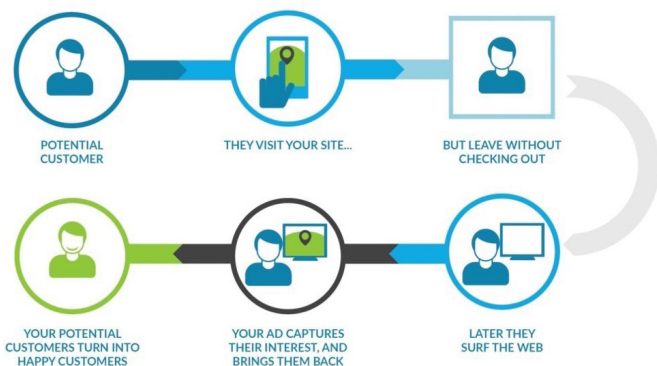 POTENTIAL
CUSTOMER
THEY VISIT YOUR SITE...
BUT LEAVE WITHOUT
CHECKING OUT
YOUR POTENTIAL
CUSTOMERS TURN INTO
HAPPY CUSTOMERS
YOUR AD CAPTURES
THEIR INTEREST, AND
BRINGS THEM BACK
LATER THEY
SURF THE WEB